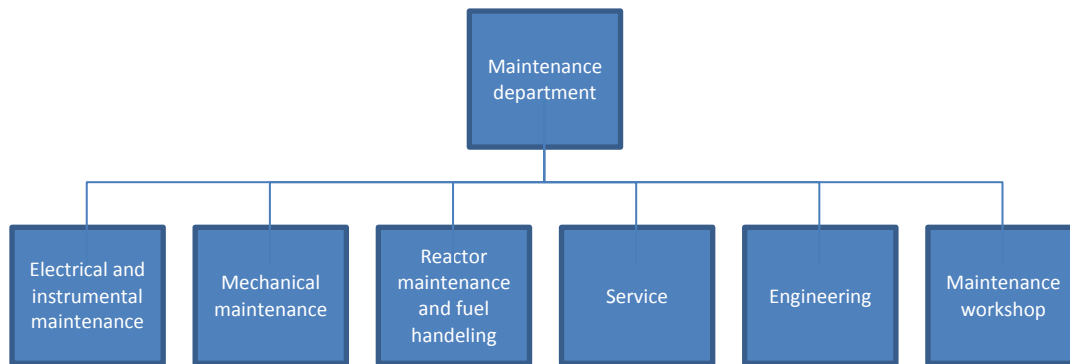 Maintenance
department
Electrical and
instrumental
maintenance
Mechanical
maintenance
Reactor
maintenance
and fuel
handeling
Service
Engineering
Maintenance
workshop